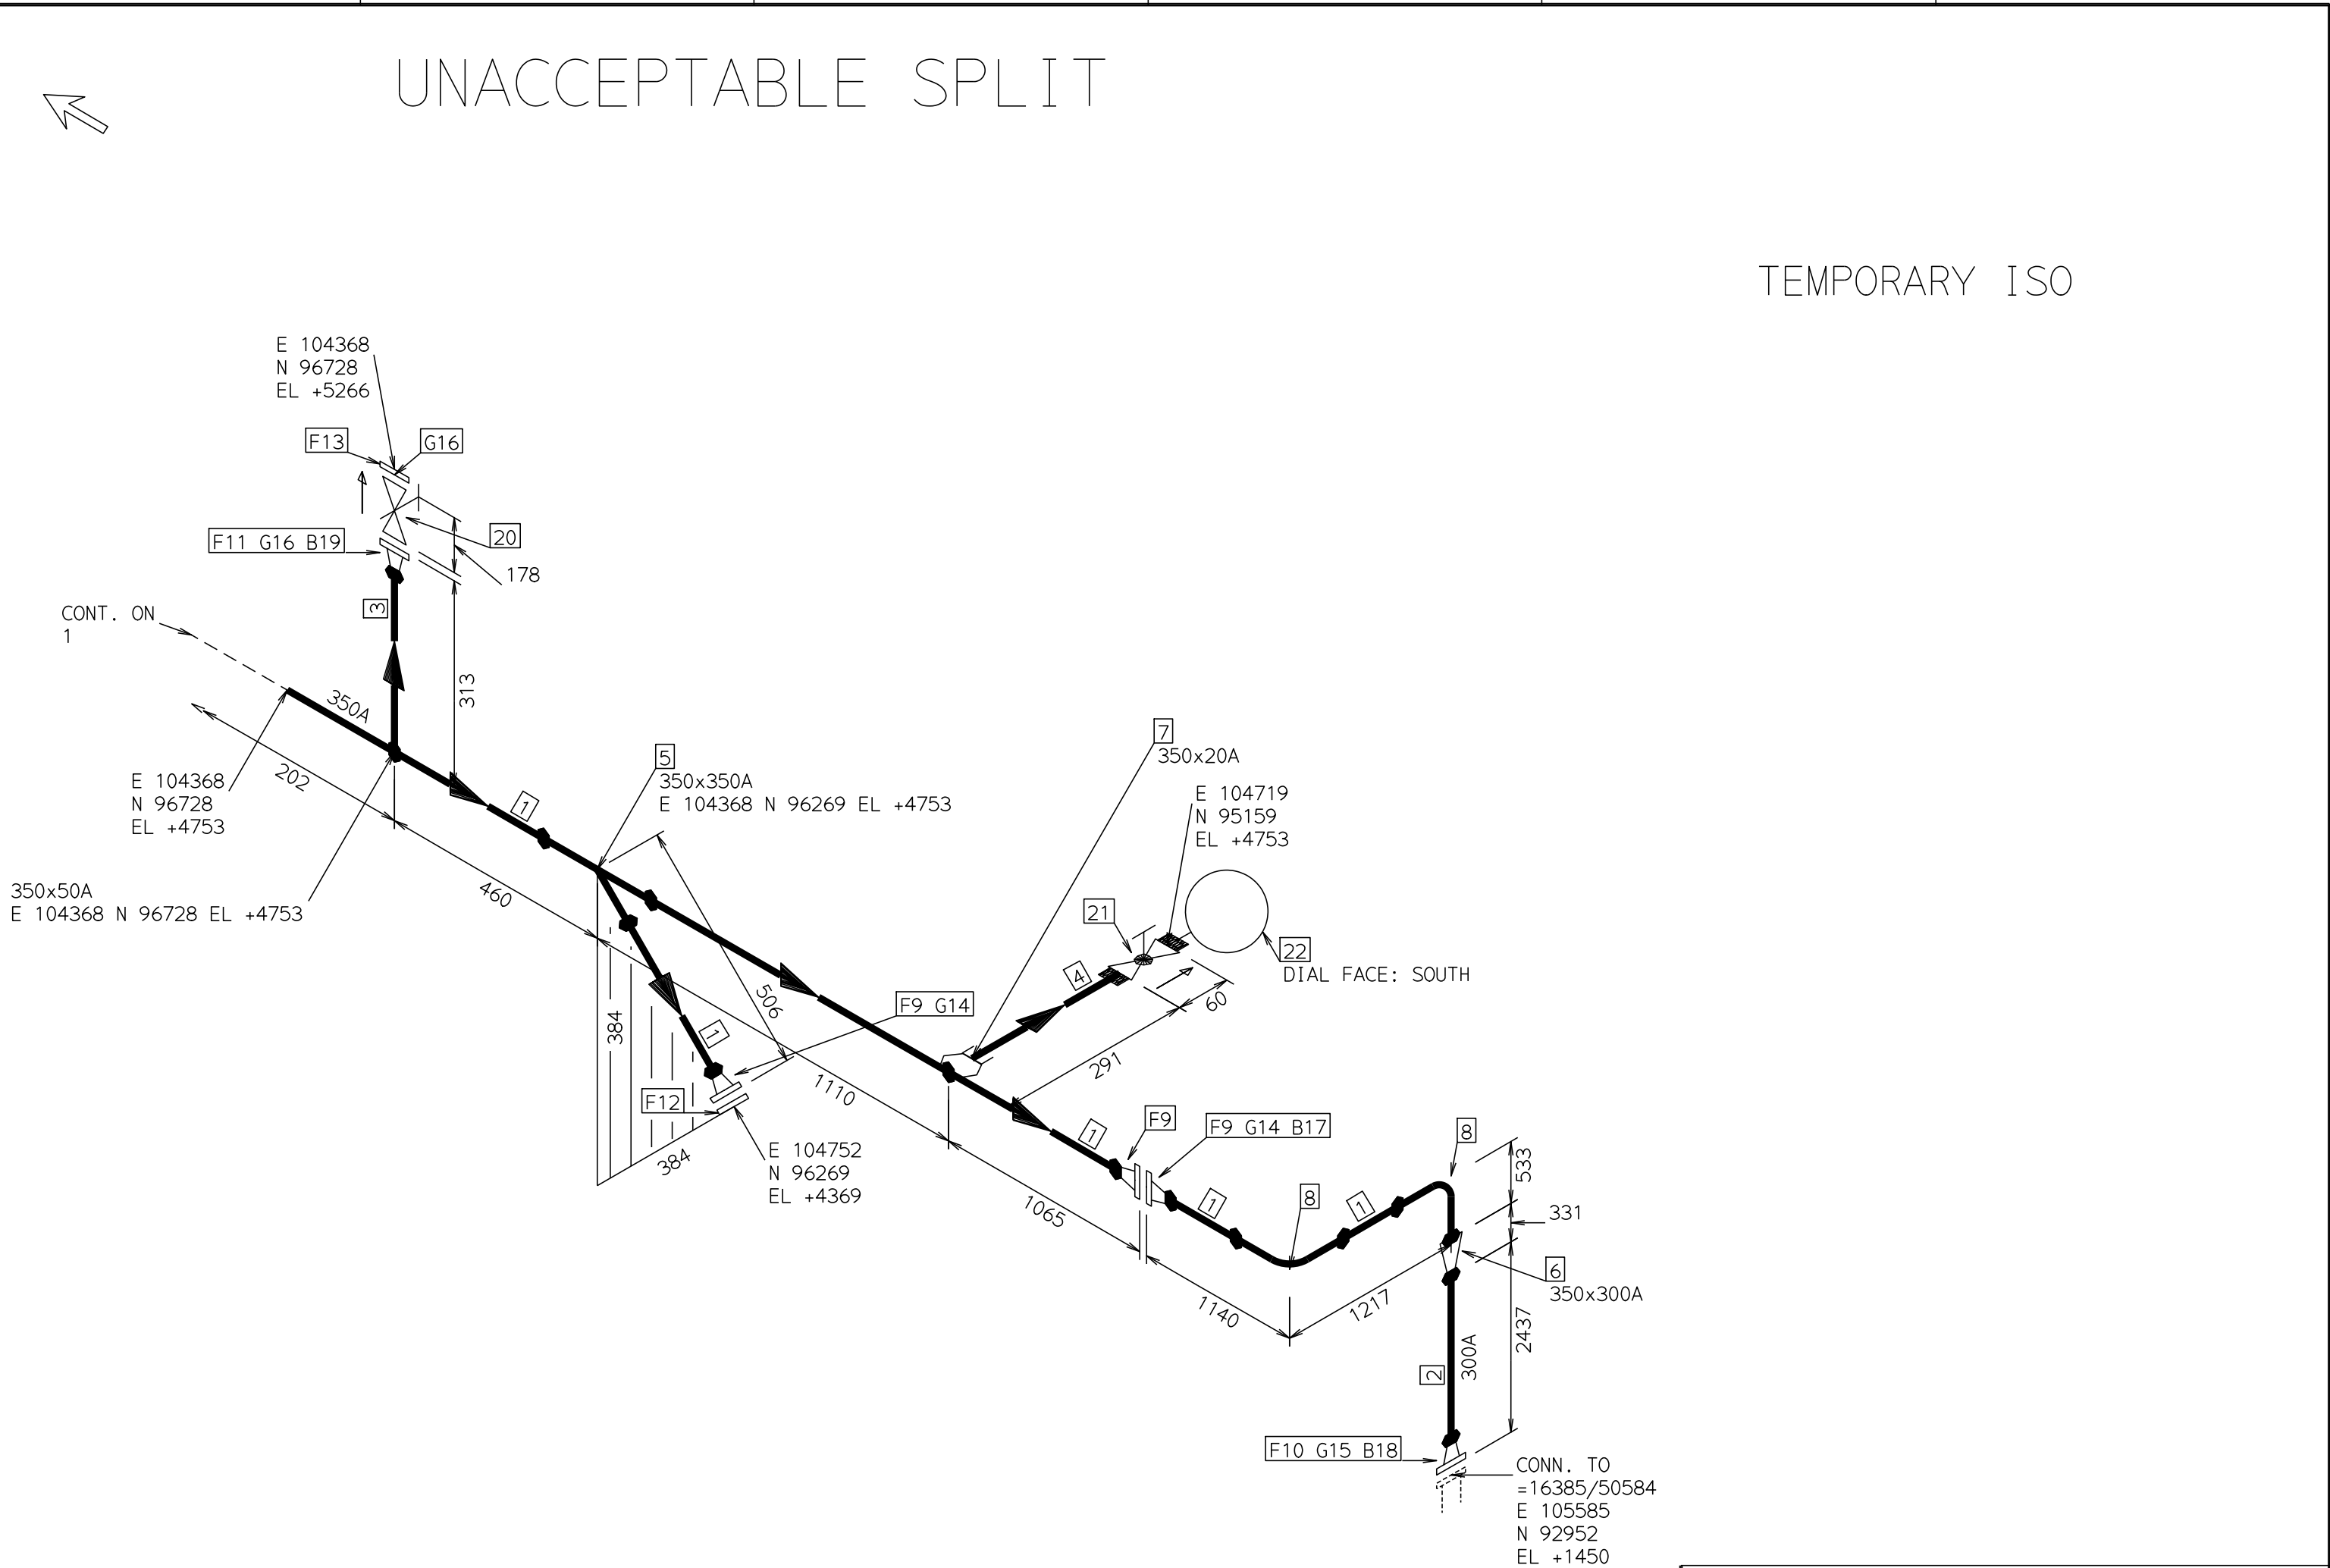 UNACCEPTABLE SPLIT
TEMPORARY ISO
E 104368
N 96728
EL +5266
F13
G16
20
F11 G16 B19
178
3
CONT. ON
1
313
350A
202
E 104368
N 96728
EL +4753
350x50A
E 104368 N 96728 EL +4753
1
5
350x350A
E 104368 N 96269 EL +4753
460
7
350x20A
E 104719
N 95159
EL +4753
21
22
DIAL FACE: SOUTH
4
60
291
506
384
1
F9 G14
F12
384
1110
E 104752
N 96269
EL +4369
1065
1
F9
F9 G14 B17
1
8
1
8
533
331
6
350x300A
1140
1217
2437
300A
2
F10 G15 B18
CONN. TO
=16385/50584
E 105585
N 92952
EL +1450